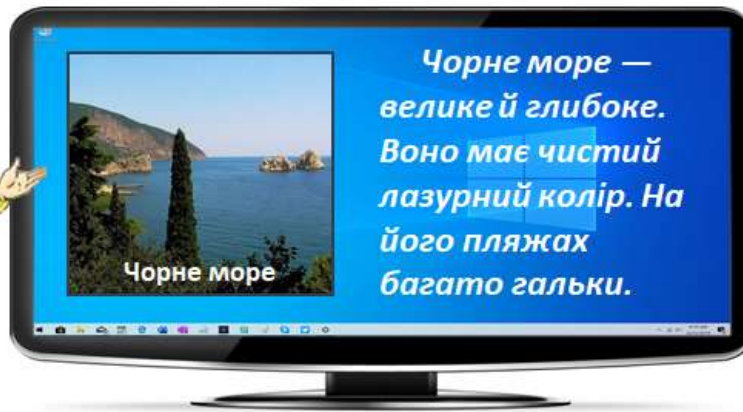 Чорне море
Чорне море —
велике й глибоке.
Воно має чистий
лазурний колір. На
його пляжах
багато гальки.